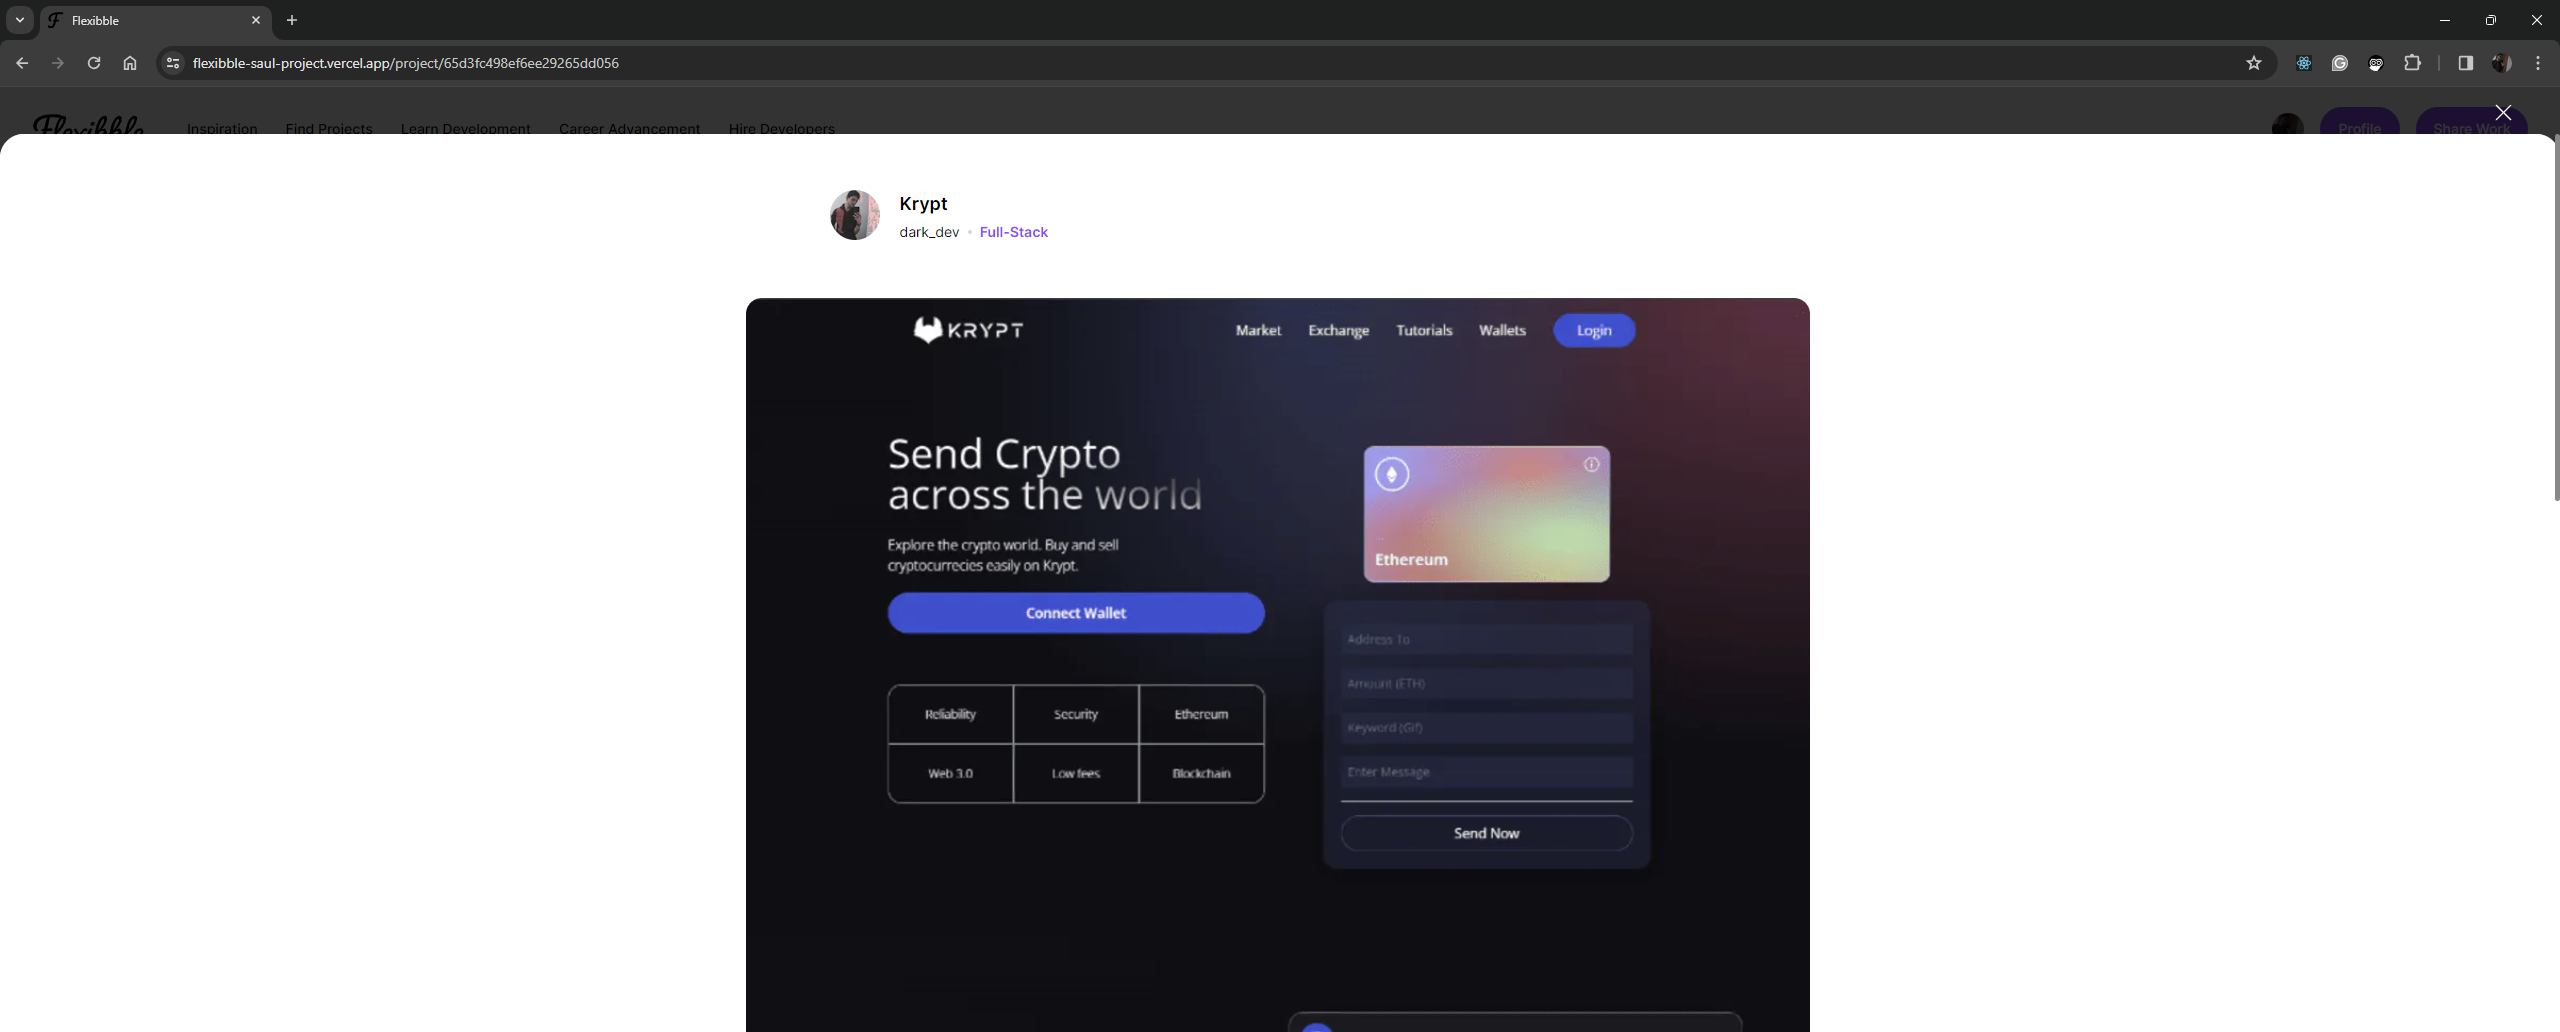 Flexibble
flexibble-saul-project.vercel.app/project/65d3fc498ef6ee29265dd056
Flexibble Inspiration Find Projects Learn Development Career Advancement Hire Developers Profile Share Work
Krypt
dark_dev • Full-Stack
KRYPT Market Exchange Tutorials Wallets Login
Send Crypto
across the world
Explore the crypto world. Buy and sell
cryptocurrecies easily on Krypt.
Connect Wallet
Reliability Security Ethereum
Web 3.0 Low fees Blockchain
Ethereum
Address To
Amount (ETH)
Keyword (Gif)
Enter Message
Send Now